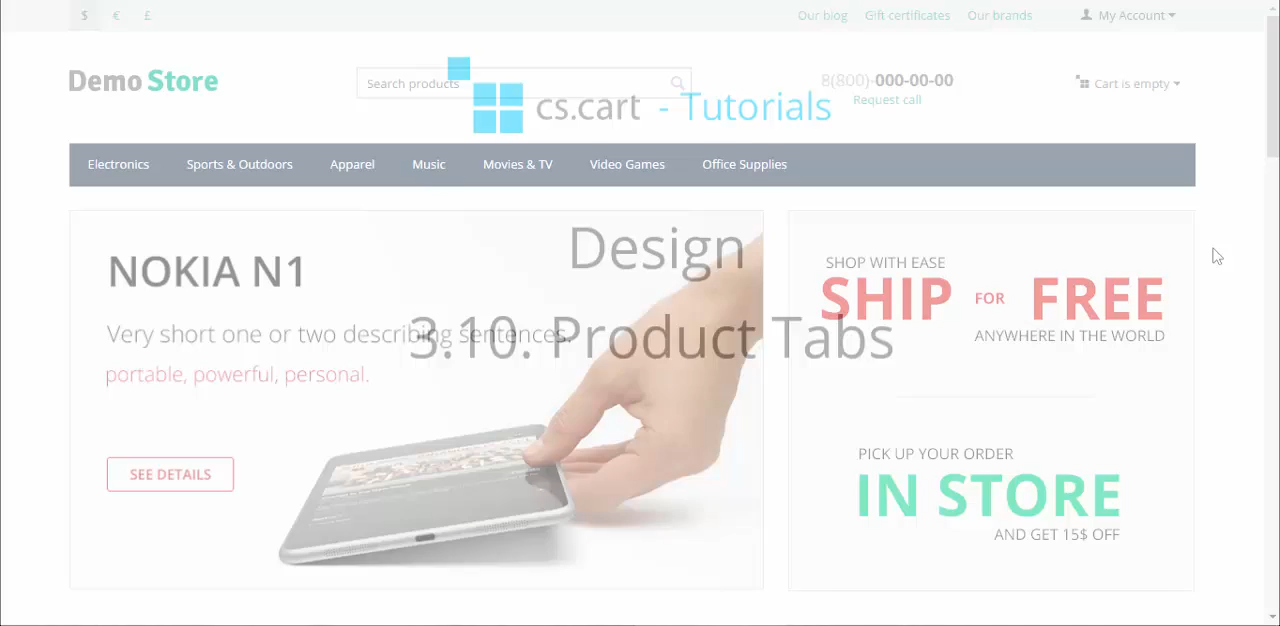 $ € £ Our blog Gift certificates Our brands My Account
Demo Store Search products 8(800)-000-00-00 Cart is empty
Request call
cs.cart - Tutorials
Electronics Sports & Outdoors Apparel Music Movies & TV Video Games Office Supplies
Design
3.10. Product Tabs
NOKIA N1
Very short one or two describing sentences.
portable, powerful, personal.
SEE DETAILS
SHOP WITH EASE
SHIP FOR FREE
ANYWHERE IN THE WORLD
PICK UP YOUR ORDER
IN STORE
AND GET 15$ OFF